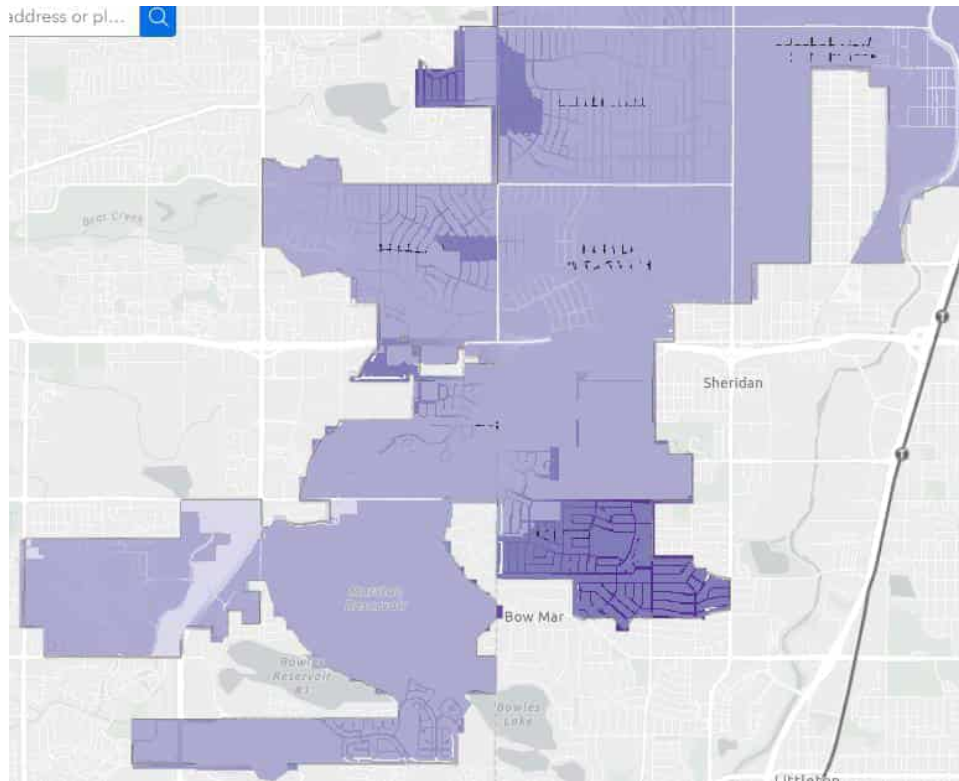 address or pl...
Bear Creek
Sheridan
Marston
Reservoir
Bow Mar
Bowles
Reservoir
#1
Bowles
Lake
Littleton